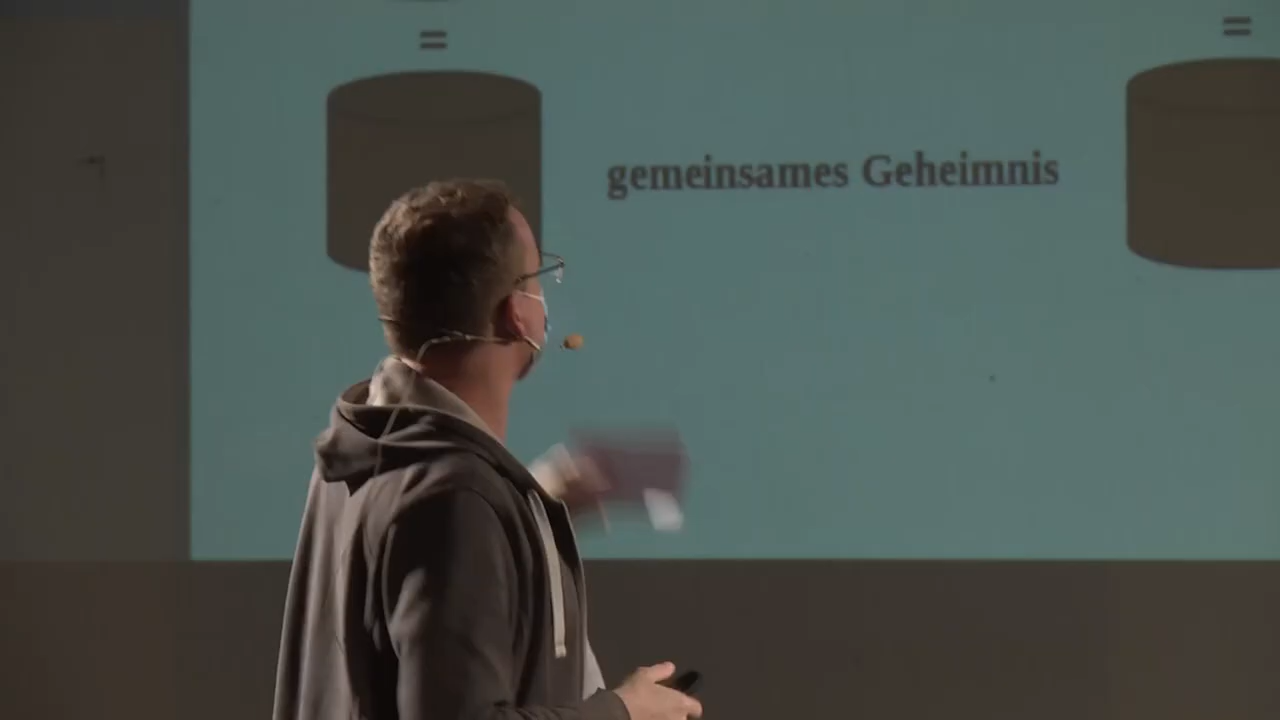 =
=
gemeinsames Geheimnis